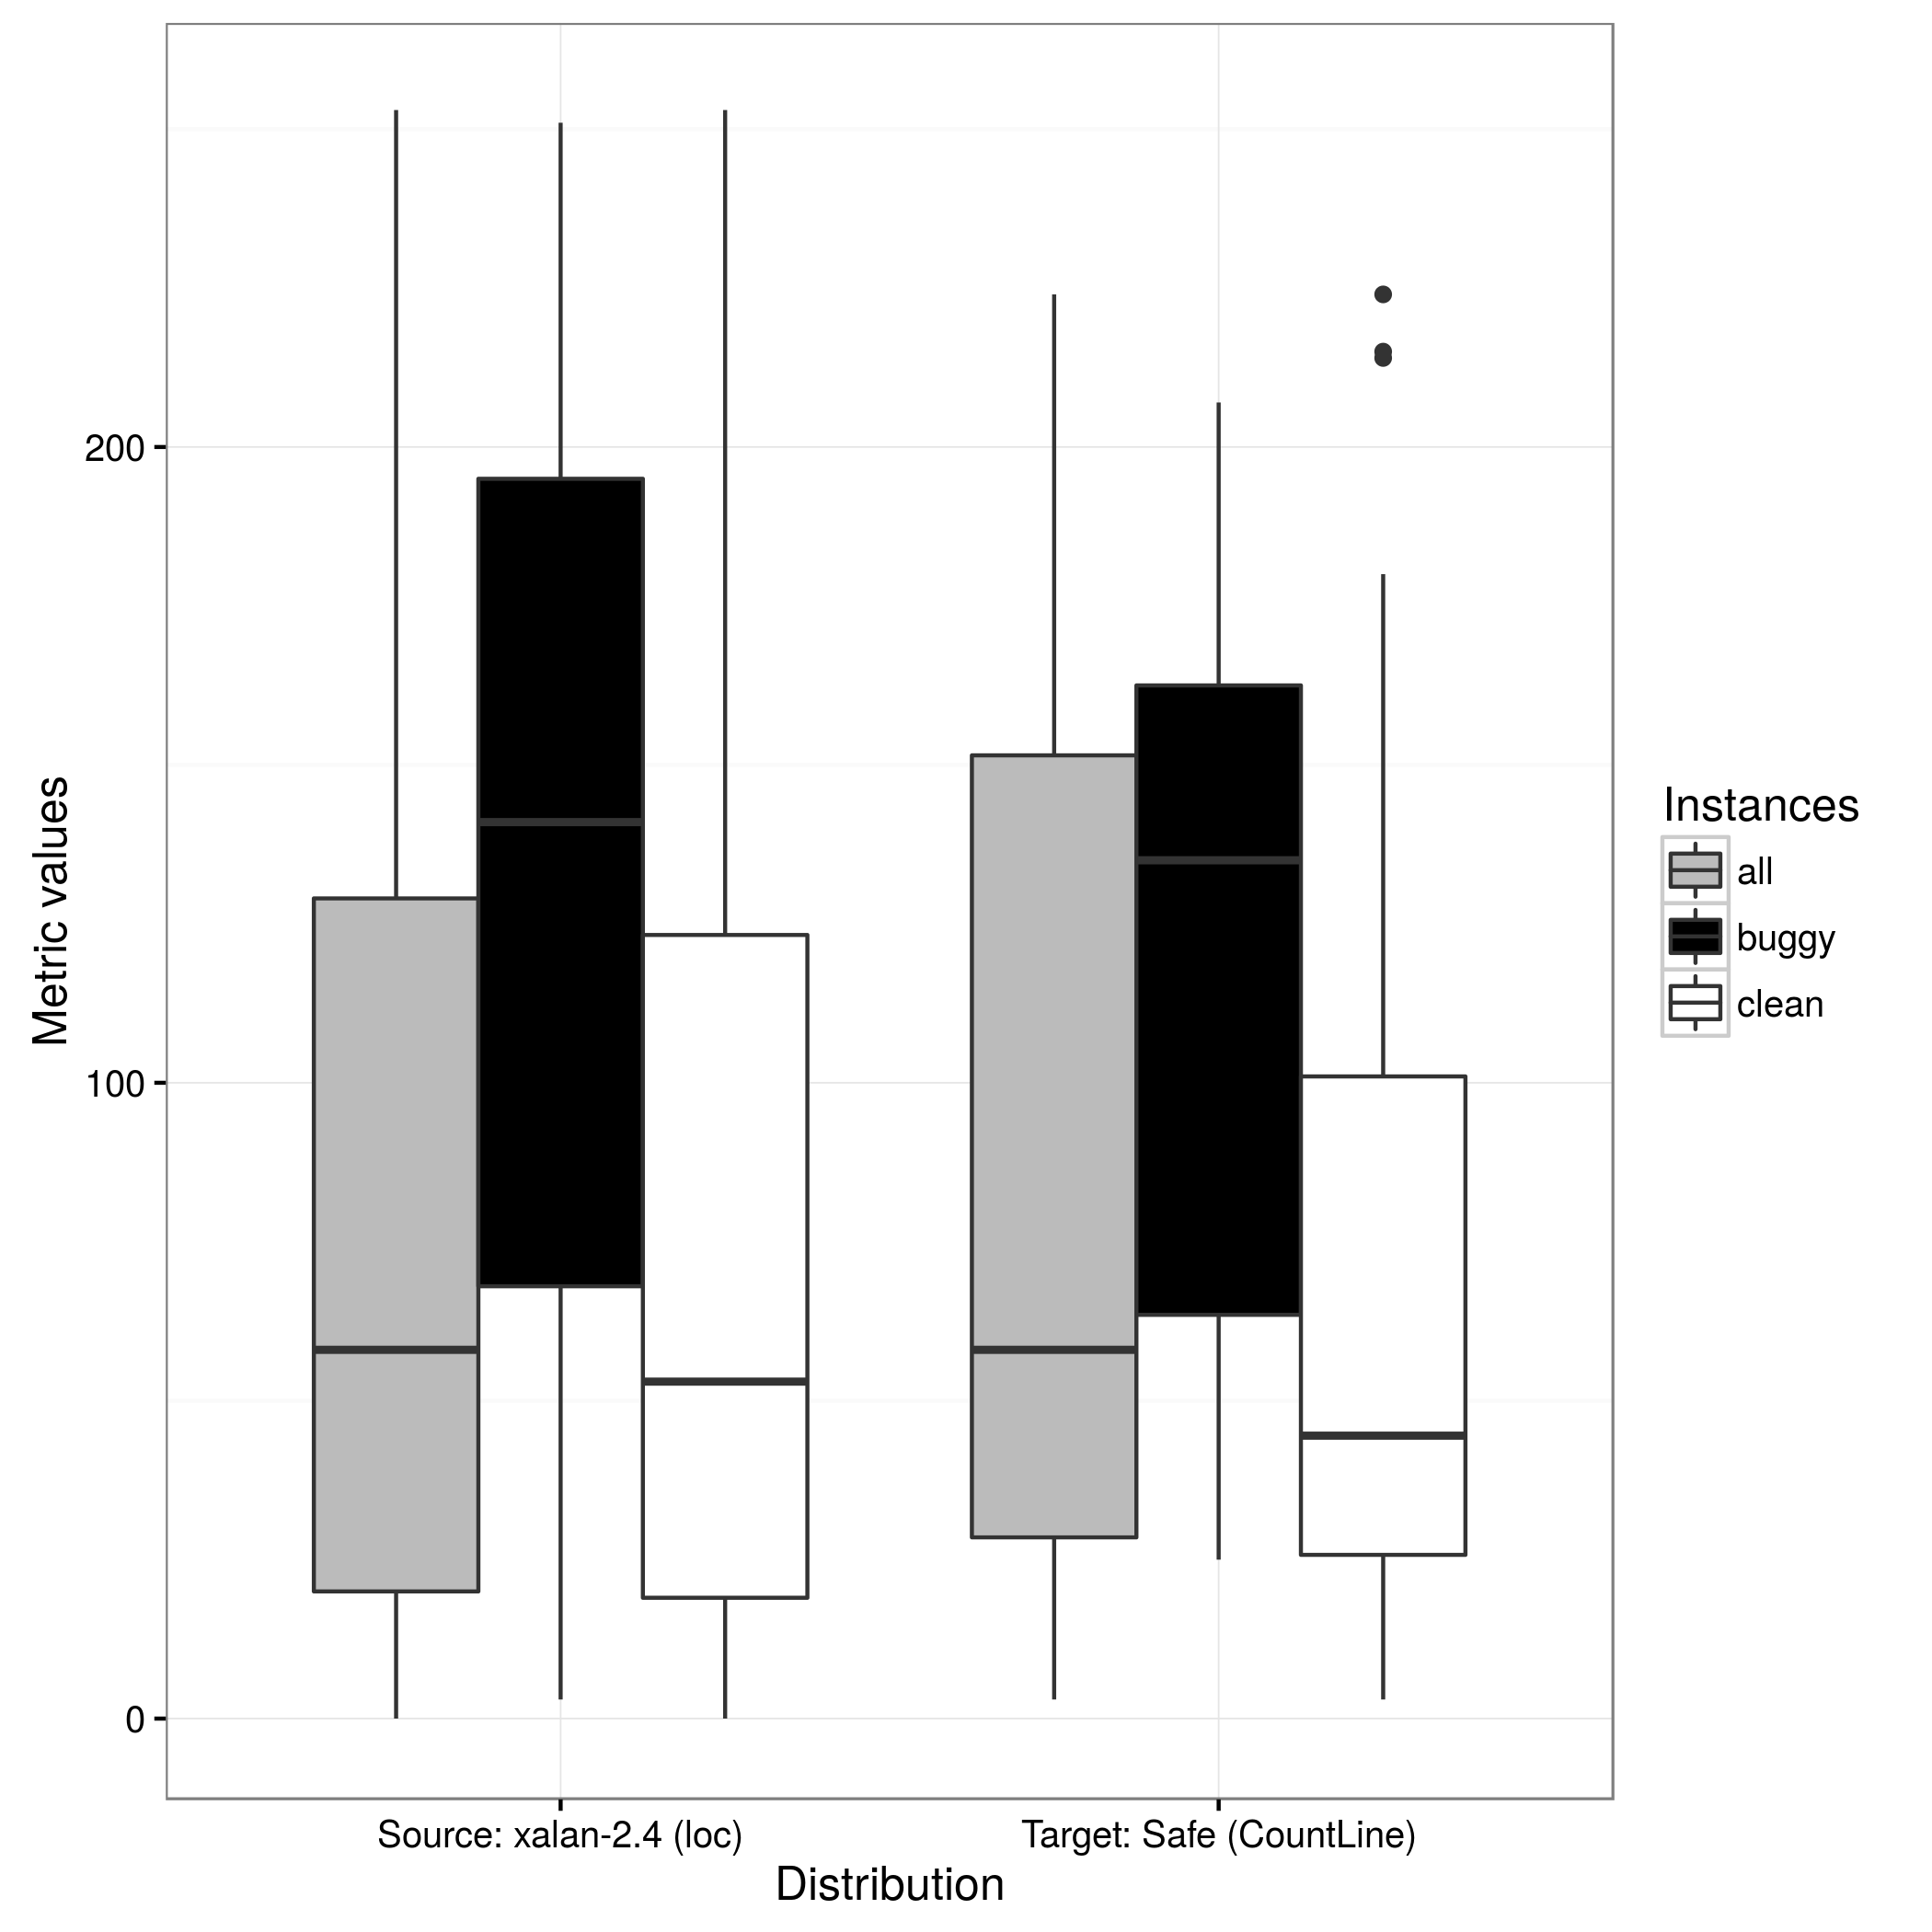 Metric values
200
100
0
Source: xalan-2.4 (loc)
Target: Safe (CountLine)
Distribution
Instances
all
buggy
clean